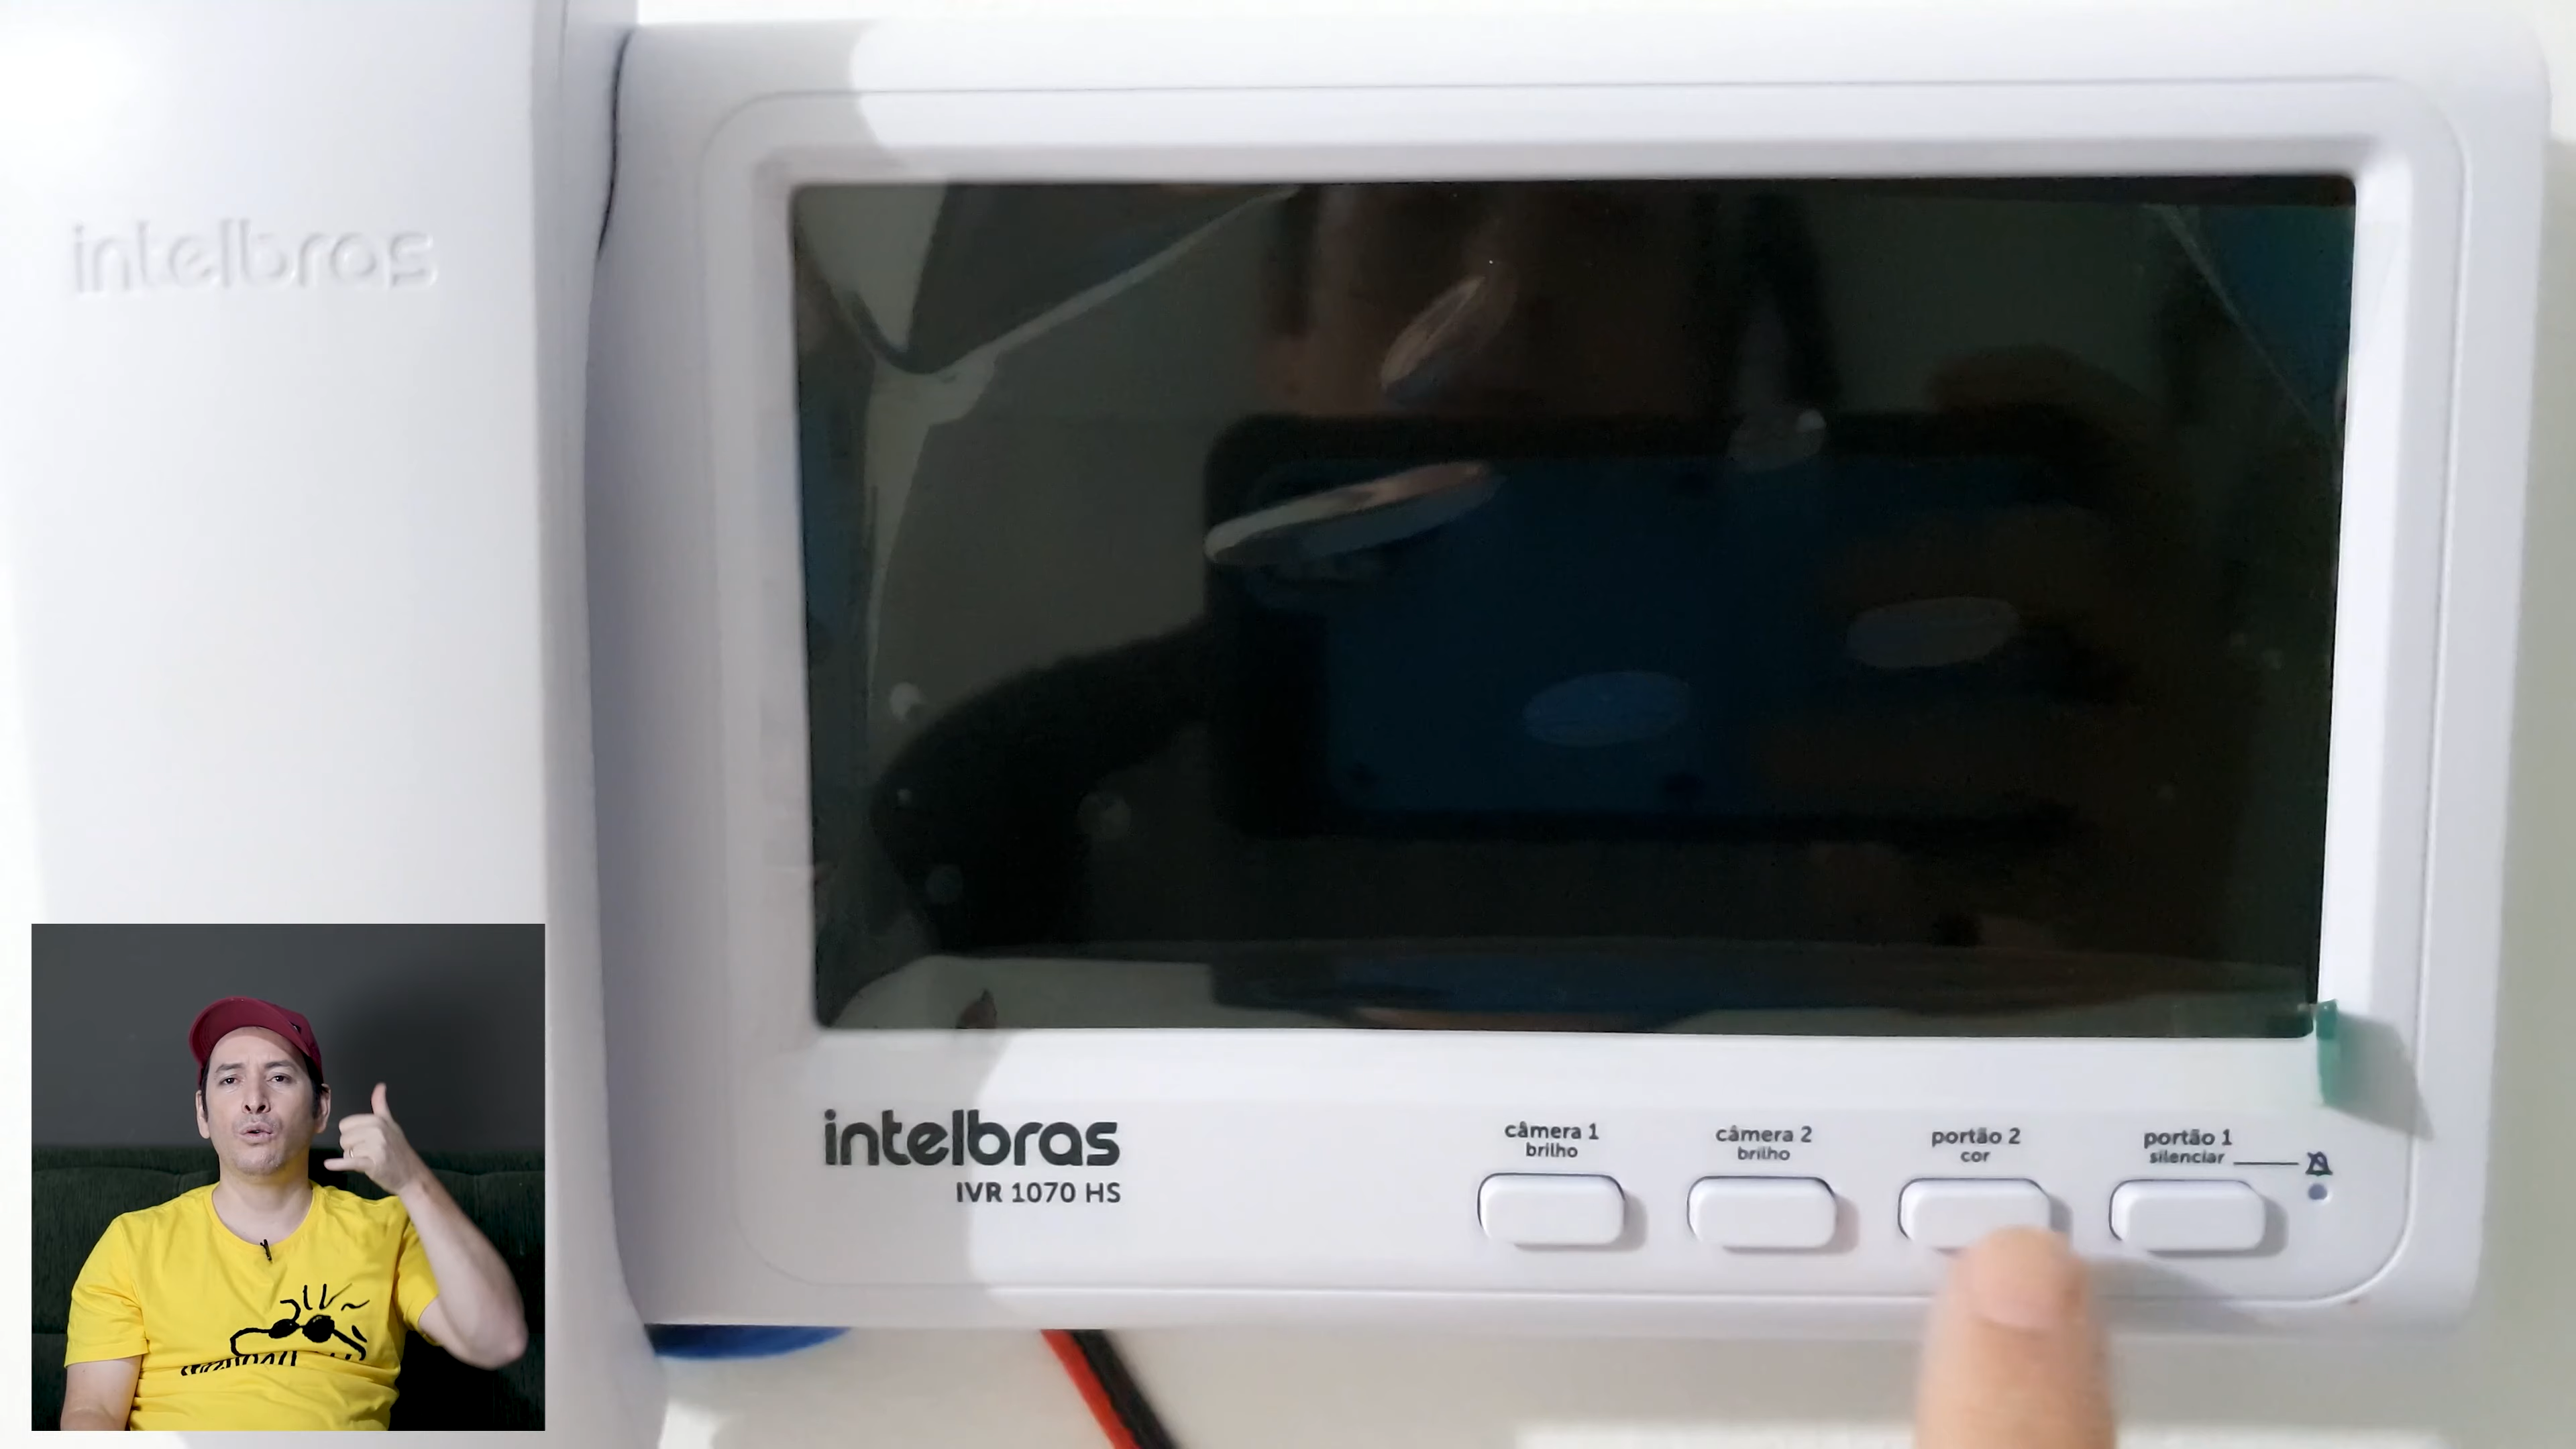 intelbras
intelbras
IVR 1070 HS
câmera 1
brilho
câmera 2
brilho
portão 2
cor
portão 1
silenciar